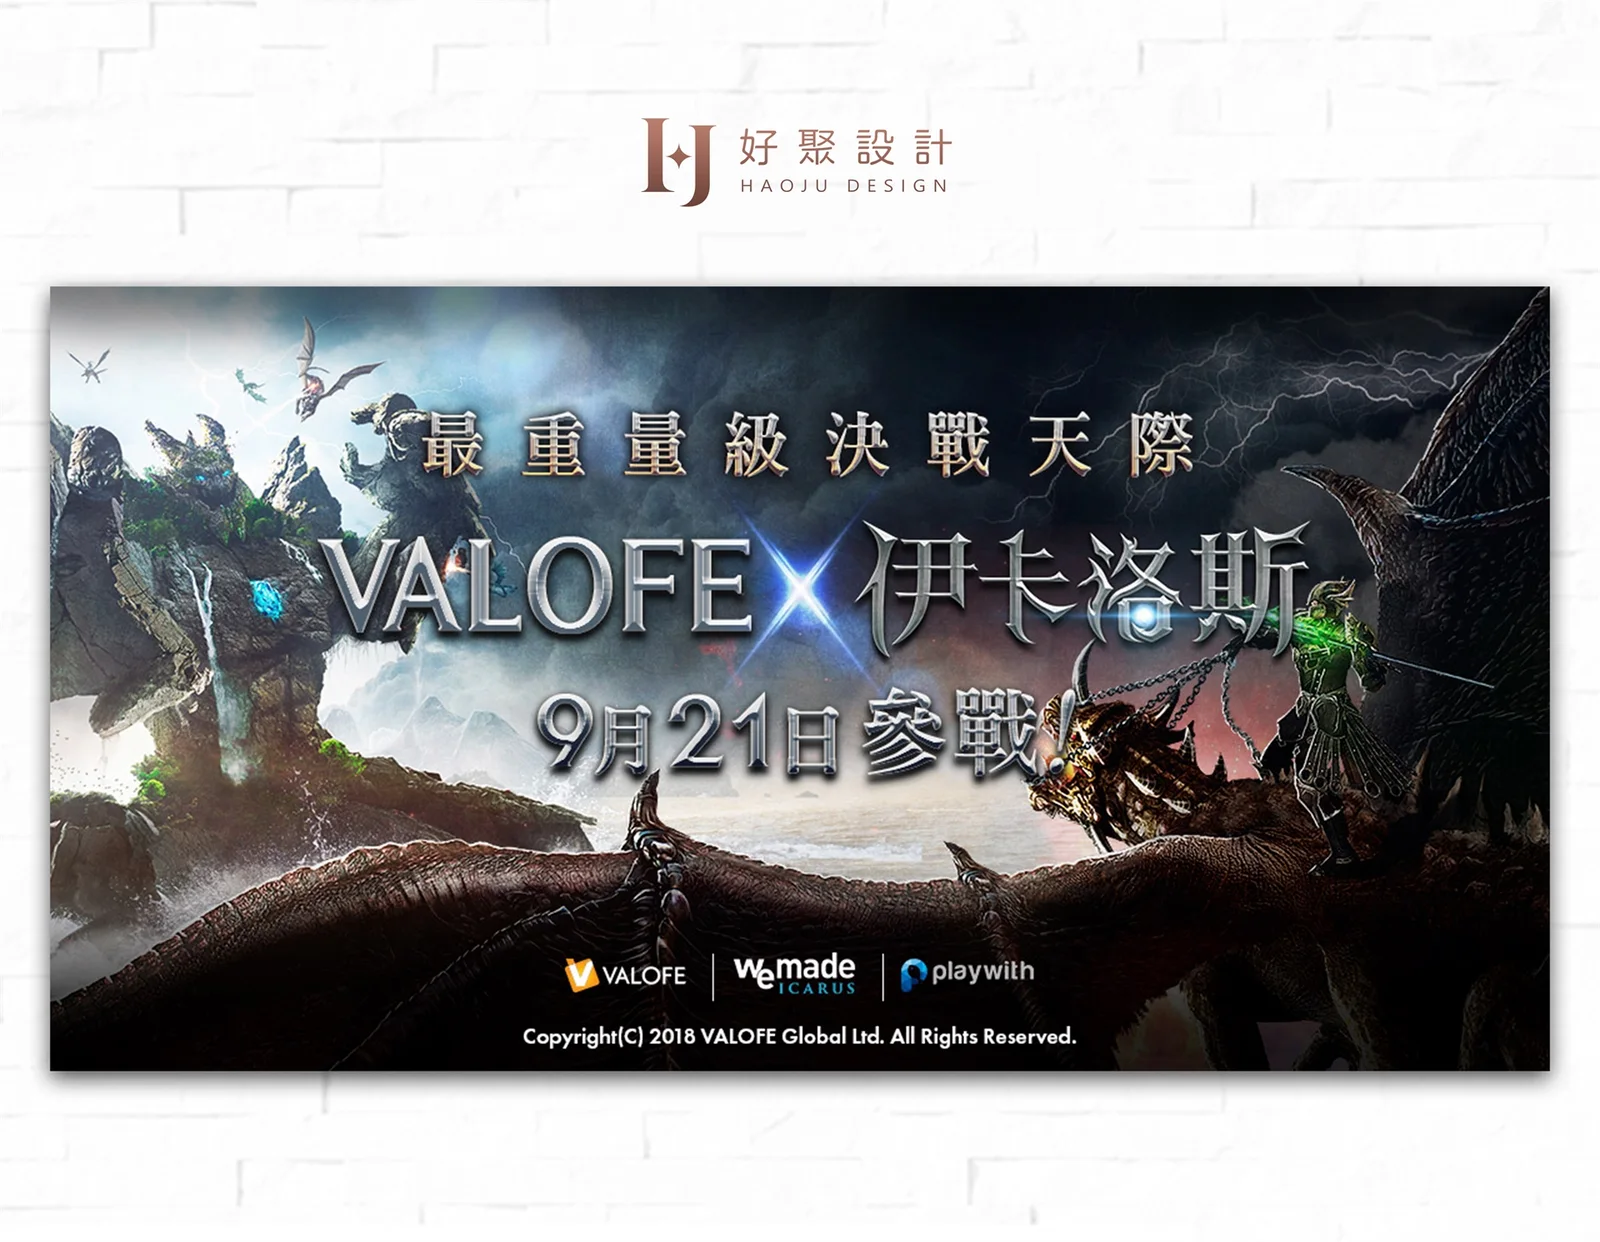 好聚設計
HAOJU DESIGN
最重量級決戰天際
VALOFE X 伊卡洛斯
9月21日參戰!
VALOFE
wemade
ICARUS
playwith
Copyright(C) 2018 VALOFE Global Ltd. All Rights Reserved.